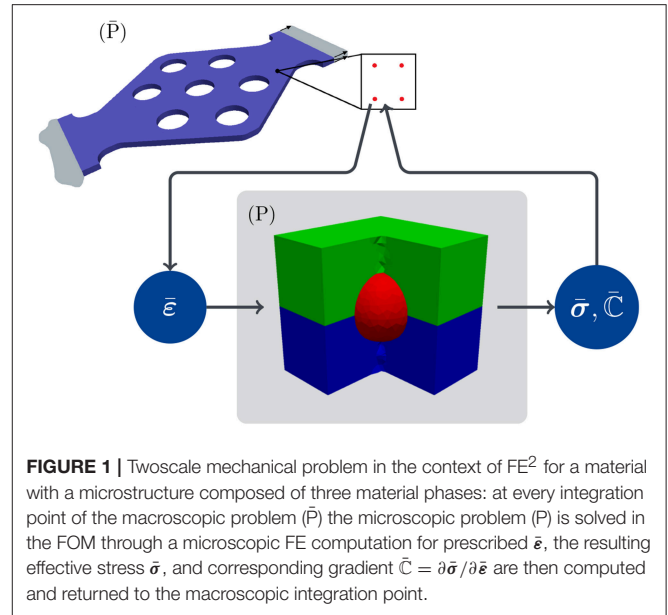 (P̄)
(P)
ε̄
σ̄, ℂ̄
FIGURE 1 | Twoscale mechanical problem in the context of FE² for a material
with a microstructure composed of three material phases: at every integration
point of the macroscopic problem (P̄) the microscopic problem (P) is solved in
the FOM through a microscopic FE computation for prescribed ε̄, the resulting
effective stress σ̄, and corresponding gradient ℂ̄ = ∂σ̄/∂ε̄ are then computed
and returned to the macroscopic integration point.